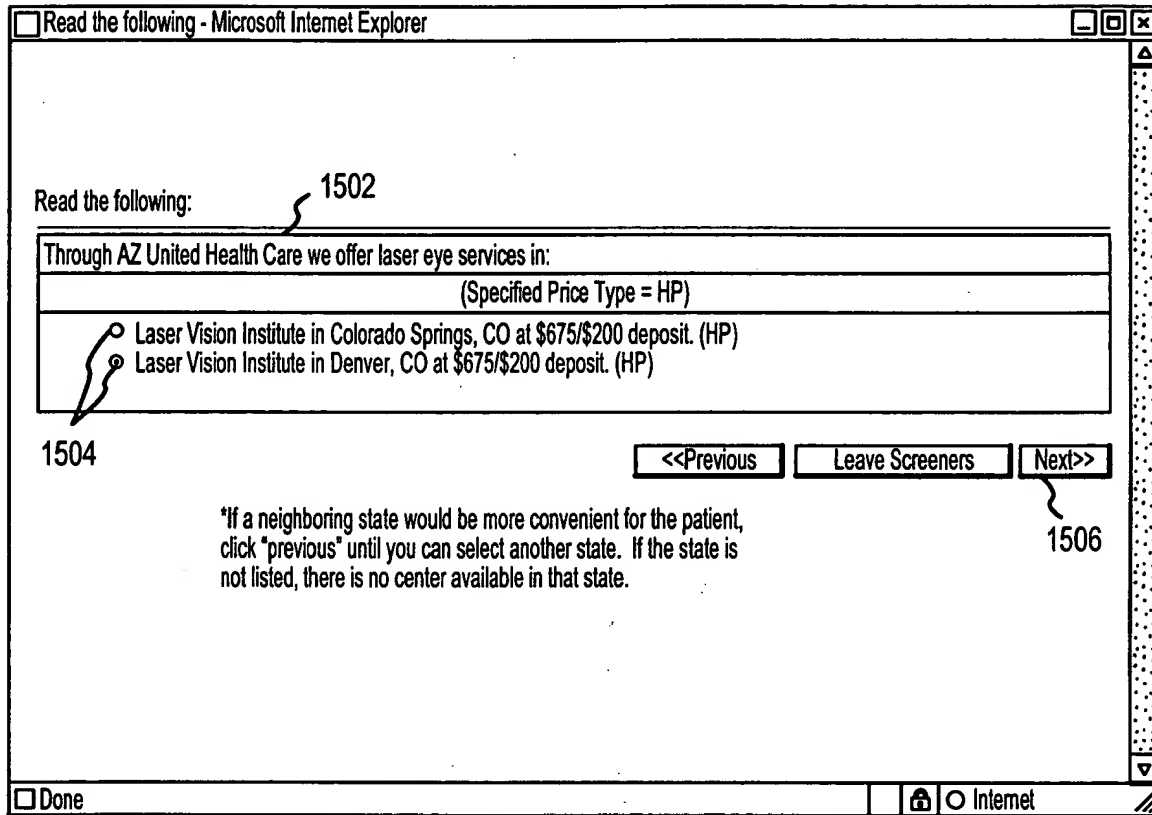 Read the following - Microsoft Internet Explorer
Read the following:
1502
Through AZ United Health Care we offer laser eye services in:
(Specified Price Type = HP)
Laser Vision Institute in Colorado Springs, CO at $675/$200 deposit. (HP)
Laser Vision Institute in Denver, CO at $675/$200 deposit. (HP)
1504
<<Previous
Leave Screeners
Next>>
1506
*If a neighboring state would be more convenient for the patient,
click "previous" until you can select another state. If the state is
not listed, there is no center available in that state.
Done
Internet